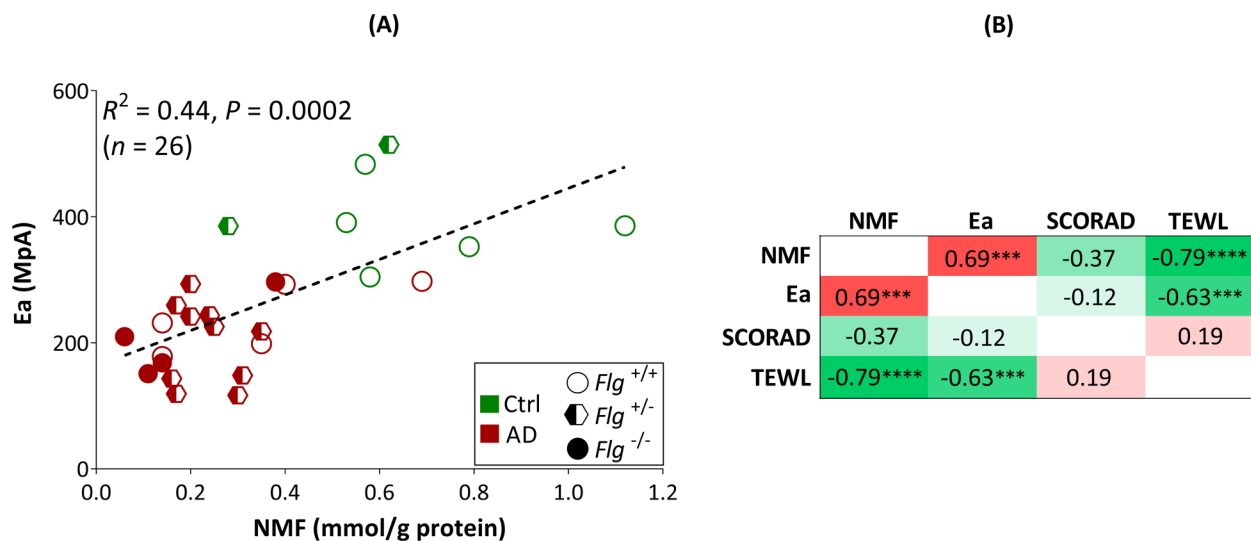 (A)
R² = 0.44, P = 0.0002
(n = 26)
600
400
200
0
Ea (MpA)
0.0 0.2 0.4 0.6 0.8 1.0 1.2
NMF (mmol/g protein)
Ctrl
AD
Flg +/+
Flg +/-
Flg -/-
(B)
NMF Ea SCORAD TEWL
NMF 0.69*** -0.37 -0.79****
Ea 0.69*** -0.12 -0.63***
SCORAD -0.37 -0.12 0.19
TEWL -0.79**** -0.63*** 0.19